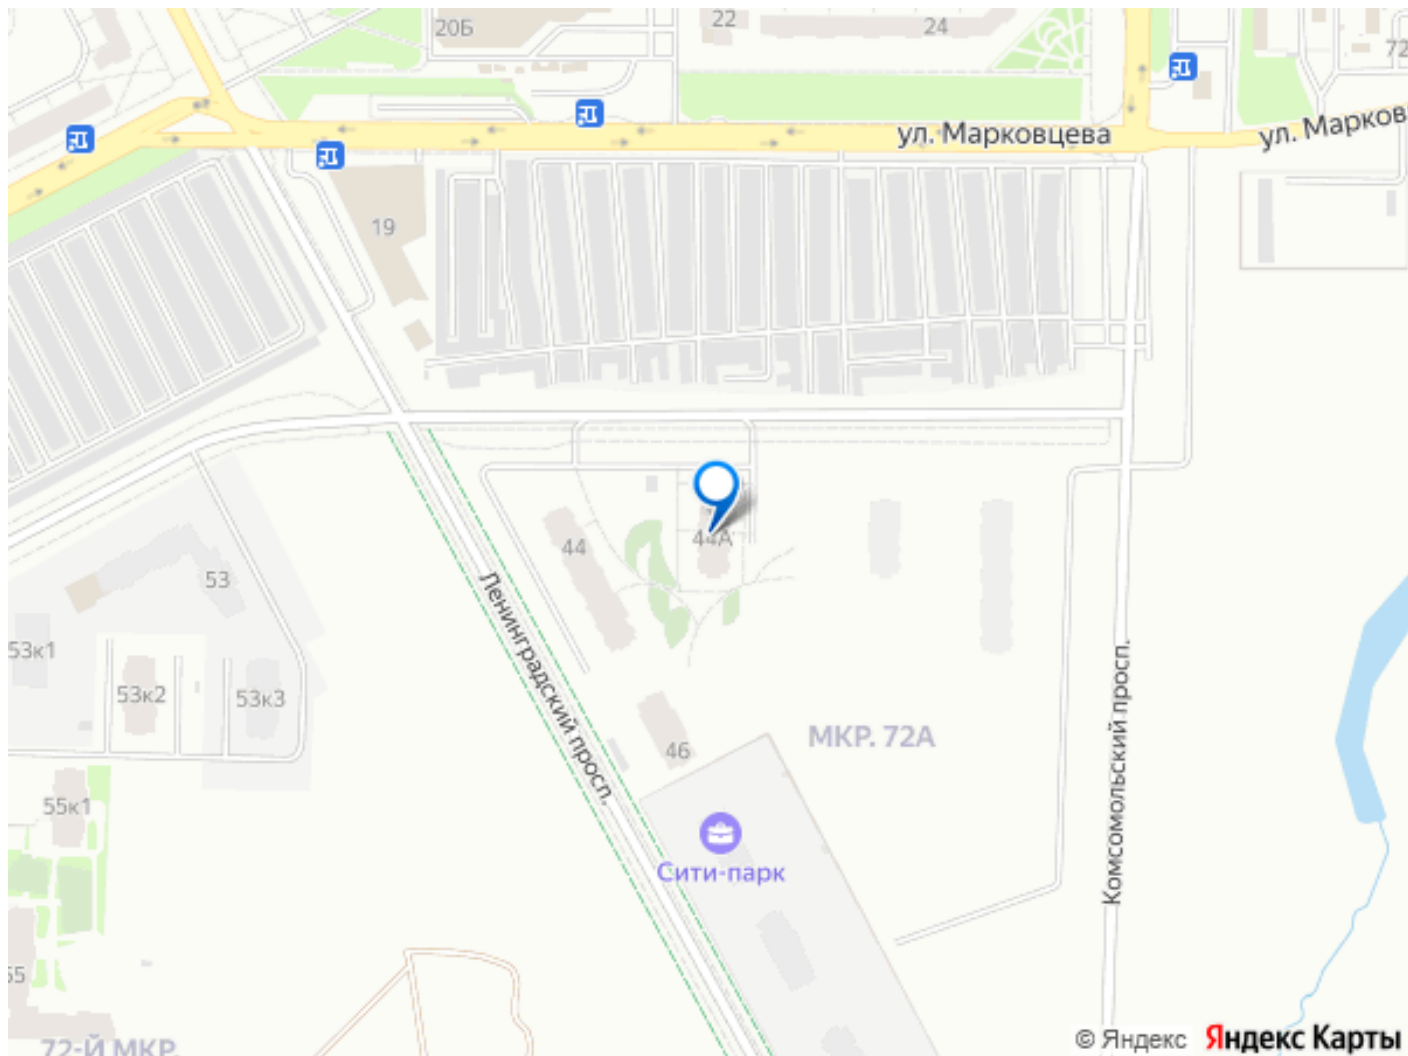 20Б
22
24
72
ул. Марковцева
ул. Марков
19
44
44А
53
53к1
53к2
53к3
Ленинградский просп.
46
МКР. 72А
Комсомольский просп.
55к1
Сити-парк
55
72-Й МКР.
© Яндекс Яндекс Карты